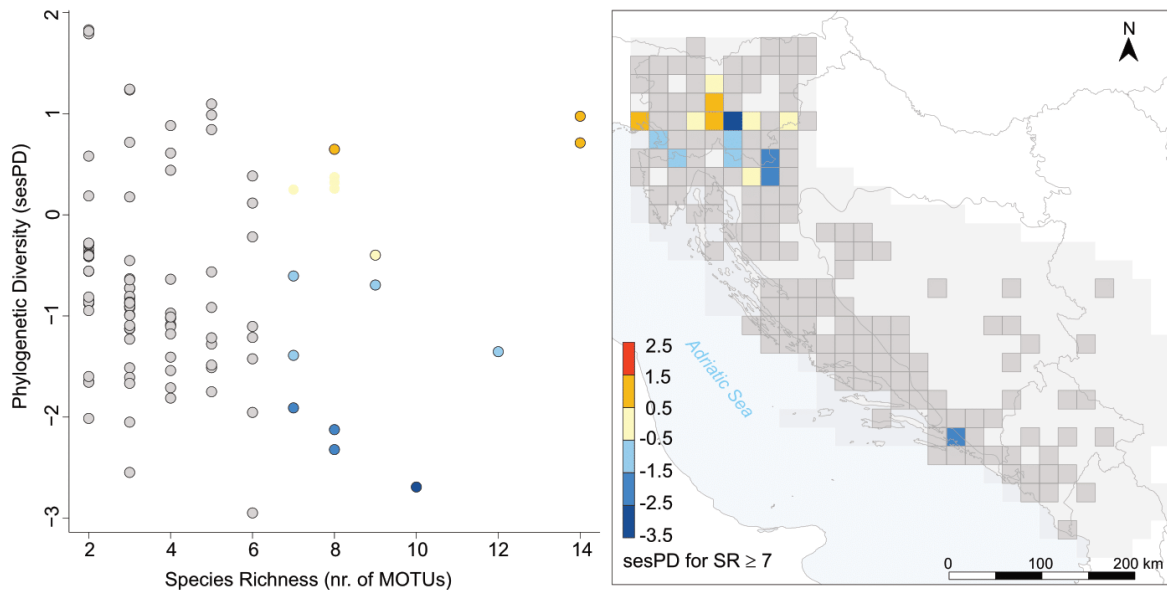 Phylogenetic Diversity (sesPD)
2
1
0
-1
-2
-3
2 4 6 8 10 12 14
Species Richness (nr. of MOTUs)
N
Adriatic Sea
2.5
1.5
0.5
-0.5
-1.5
-2.5
-3.5
sesPD for SR ≥ 7
0 100 200 km